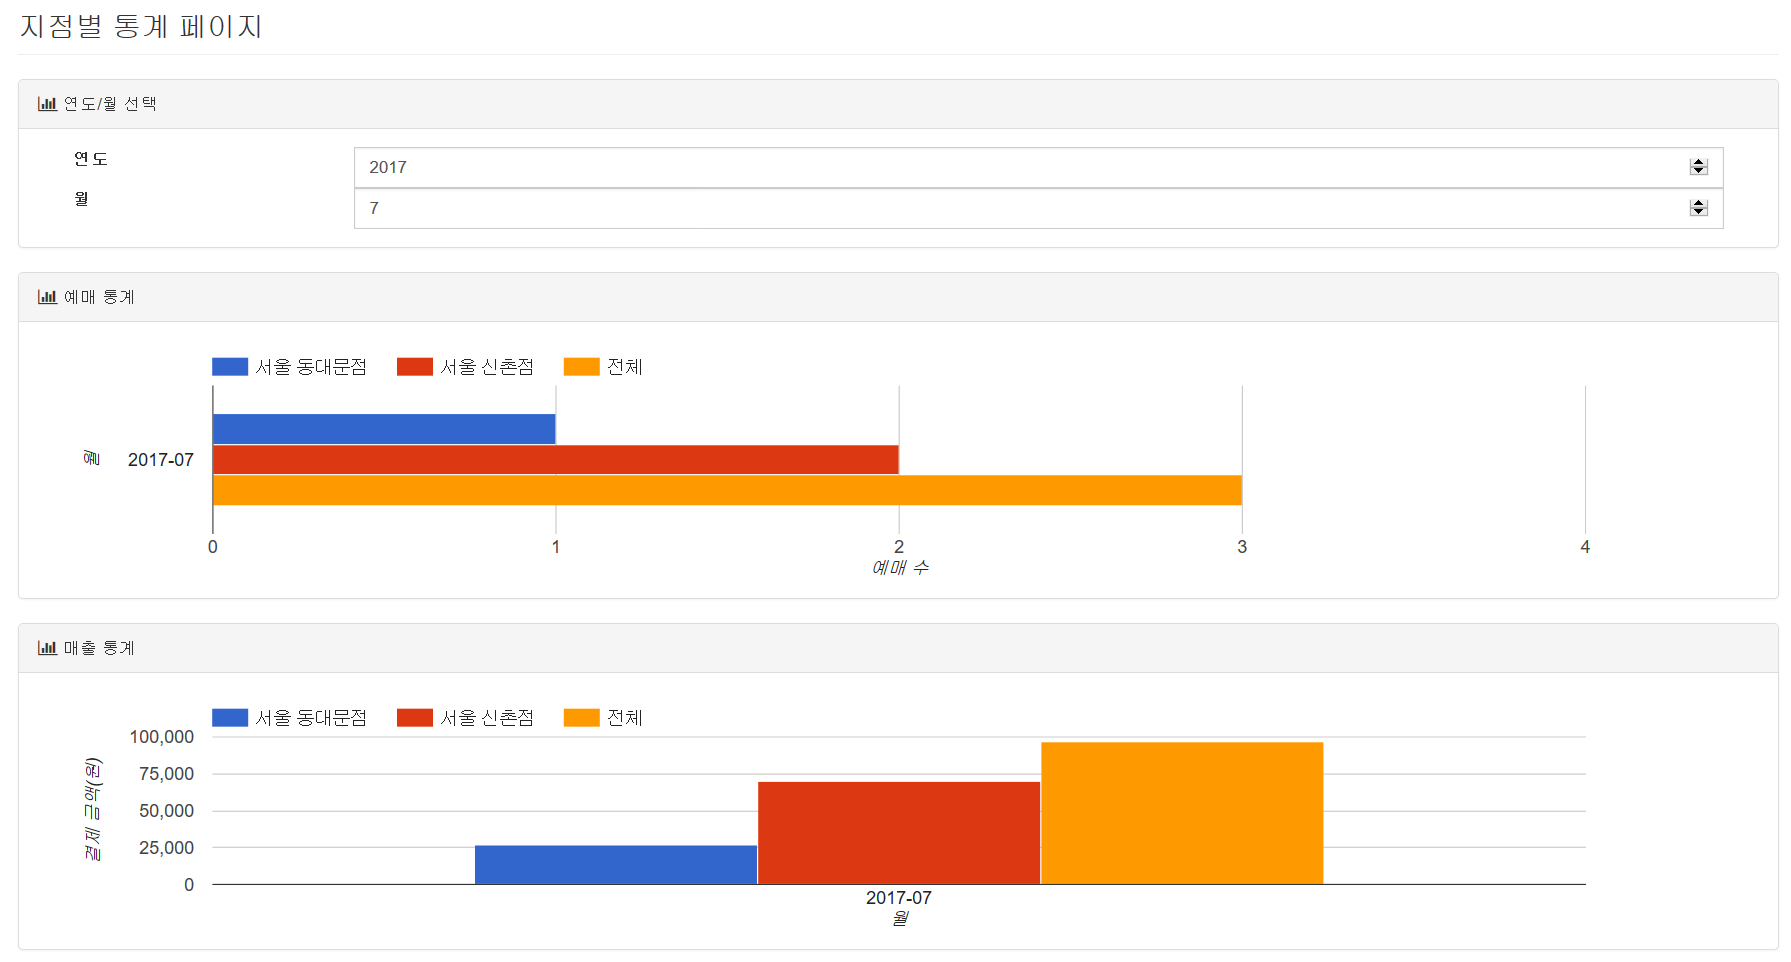 지점별 통계 페이지
연도/월 선택
연도
2017
월
7
예매 통계
서울 동대문점 서울 신촌점 전체
월
2017-07
0 1 2 3 4
예매 수
매출 통계
서울 동대문점 서울 신촌점 전체
결제 금액(원)
100,000
75,000
50,000
25,000
0
2017-07
월